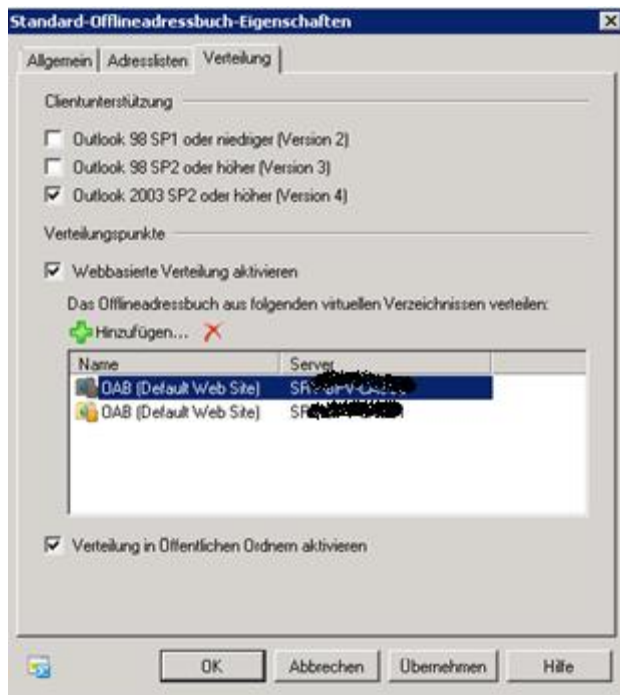 Standard-Offlineadressbuch-Eigenschaften
Allgemein Adresslisten Verteilung
Clientunterstützung
Outlook 98 SP1 oder niedriger (Version 2)
Outlook 98 SP2 oder höher (Version 3)
Outlook 2003 SP2 oder höher (Version 4)
Verteilungspunkte
Webbasierte Verteilung aktivieren
Das Offlineadressbuch aus folgenden virtuellen Verzeichnissen verteilen:
Hinzufügen...
Name Server
OAB (Default Web Site)
OAB (Default Web Site)
Verteilung in Öffentlichen Ordnern aktivieren
OK Abbrechen Übernehmen Hilfe